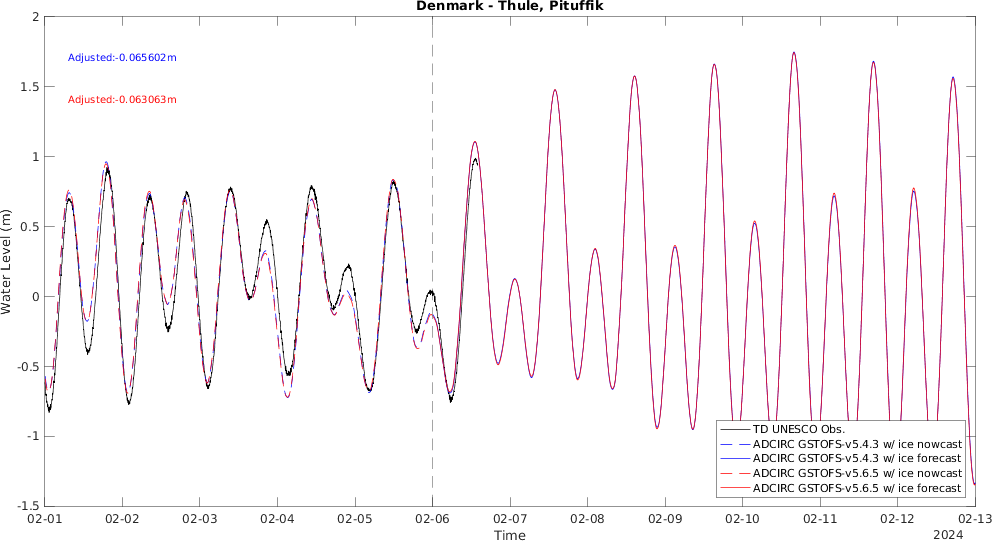 Denmark - Thule, Pituffik
Adjusted:-0.065602m
Adjusted:-0.063063m
Water Level (m)
2
1.5
1
0.5
0
-0.5
-1
-1.5
TD UNESCO Obs.
ADCIRC GSTOFS-v5.4.3 w/ ice nowcast
ADCIRC GSTOFS-v5.4.3 w/ ice forecast
ADCIRC GSTOFS-v5.6.5 w/ ice nowcast
ADCIRC GSTOFS-v5.6.5 w/ ice forecast
02-01 02-02 02-03 02-04 02-05 02-06 02-07 02-08 02-09 02-10 02-11 02-12 02-13
Time
2024